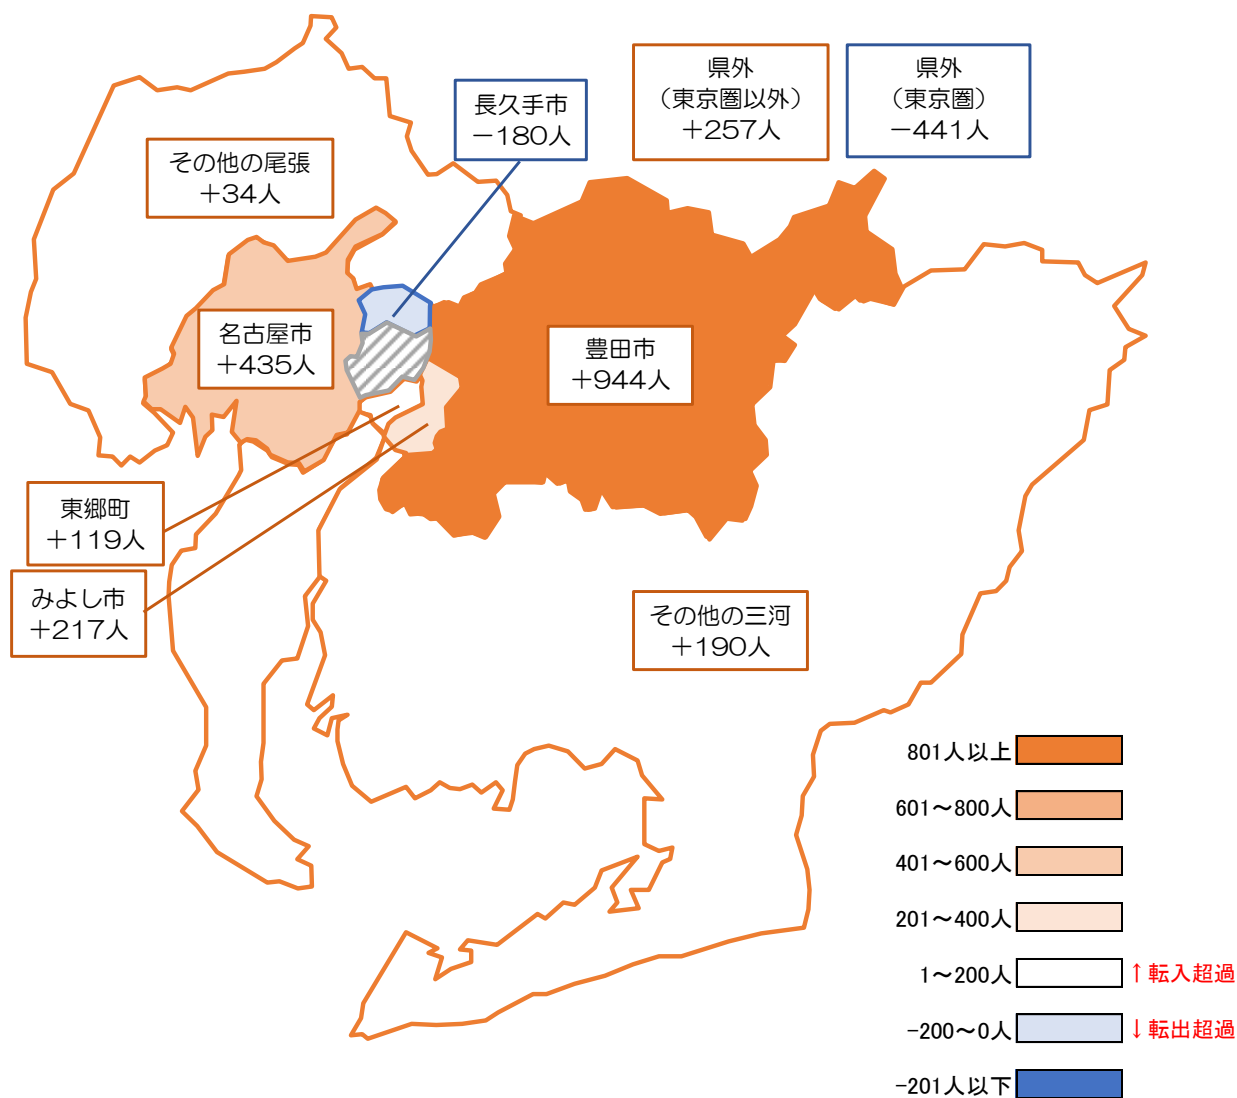 県外
（東京圏以外）
＋257人
県外
（東京圏）
－441人
長久手市
－180人
その他の尾張
＋34人
名古屋市
＋435人
豊田市
＋944人
東郷町
＋119人
みよし市
＋217人
その他の三河
＋190人
801人以上
601～800人
401～600人
201～400人
1～200人 ↑転入超過
-200～0人 ↓転出超過
-201人以下